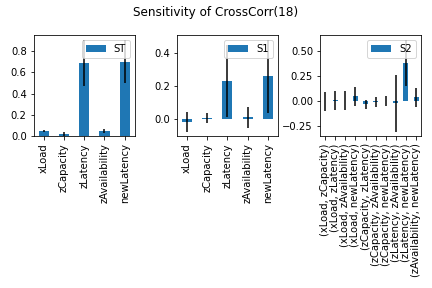 Sensitivity of CrossCorr(18)
ST
0.8
0.6
0.4
0.2
0.0
xLoad
zCapacity
zLatency
zAvailability
newLatency
S1
0.4
0.2
0.0
xLoad
zCapacity
zLatency
zAvailability
newLatency
S2
0.50
0.25
0.00
−0.25
(xLoad, zCapacity)
(xLoad, zLatency)
(xLoad, zAvailability)
(xLoad, newLatency)
(zCapacity, zLatency)
(zCapacity, zAvailability)
(zCapacity, newLatency)
(zLatency, zAvailability)
(zLatency, newLatency)
(zAvailability, newLatency)